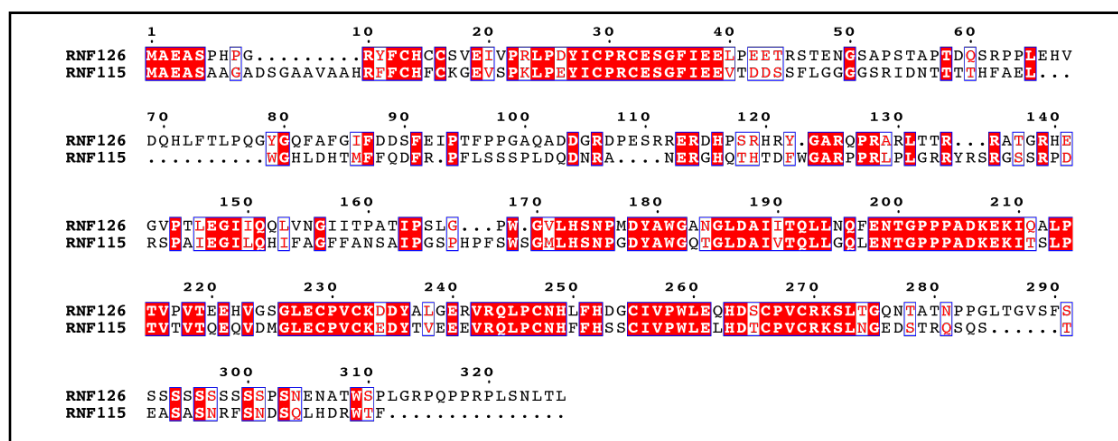 1 10 20 30 40 50 60
RNF126 MAEASPHPG.........RYFCHCCSVEIVPRLPDYICPRCESGFIEELPEETRSTENGSAPSTAPTDQSRPPLEHV
RNF115 MAEASAAGADSGAAVAAHRFFCHFCKGEVSPKLPEYICPRCESGFIEEVTDDSSFLGGGGSRIDNTTTTHFAEL...
70 80 90 100 110 120 130 140
RNF126 DQHLFTLPQGYGQFAFGIFDDSFEIPTFPPGAQADDGRDPESRRERDHPSRHRY.GARQPRARLTTR...RATGRHE
RNF115 ..........WGHLDHTMFFQDFR.PFLSSSPLDQDNRA....NERGHQTHTDFWGARPPRLPLGRRYRSRGSSRPD
150 160 170 180 190 200 210
RNF126 GVPTLEGIIQQLVNGIITPATIPSLG...PW.GVLHSNPMDYAWGANGLDAIITQLLNQFENTGPPPADKEKIQALP
RNF115 RSPAIEGILQHIFAGFFANSAIPGSPHPFSWSGMLHSNPGDYAWGQTGLDAIVTQLLGQLENTGPPPADKEKITSLP
220 230 240 250 260 270 280 290
RNF126 TVPVTEEHVGSGLECPVCKDDYALGERVRQLPCNHLFHDGCIVPWLEQHDSCPVCRKSLTGQNTATNPPGLTGVSFS
RNF115 TVTVTQEQVDMGLECPVCKEDYTVEEEVRQLPCNHFFHSSCIVPWLELHDTCPVCRKSLNGEDSTRQSQS......T
300 310 320
RNF126 SSSSSSSSSSPSNENATWSPLGRPQPPRPLSNLTL
RNF115 EASASNRFSNDSQLHDRWTF...............